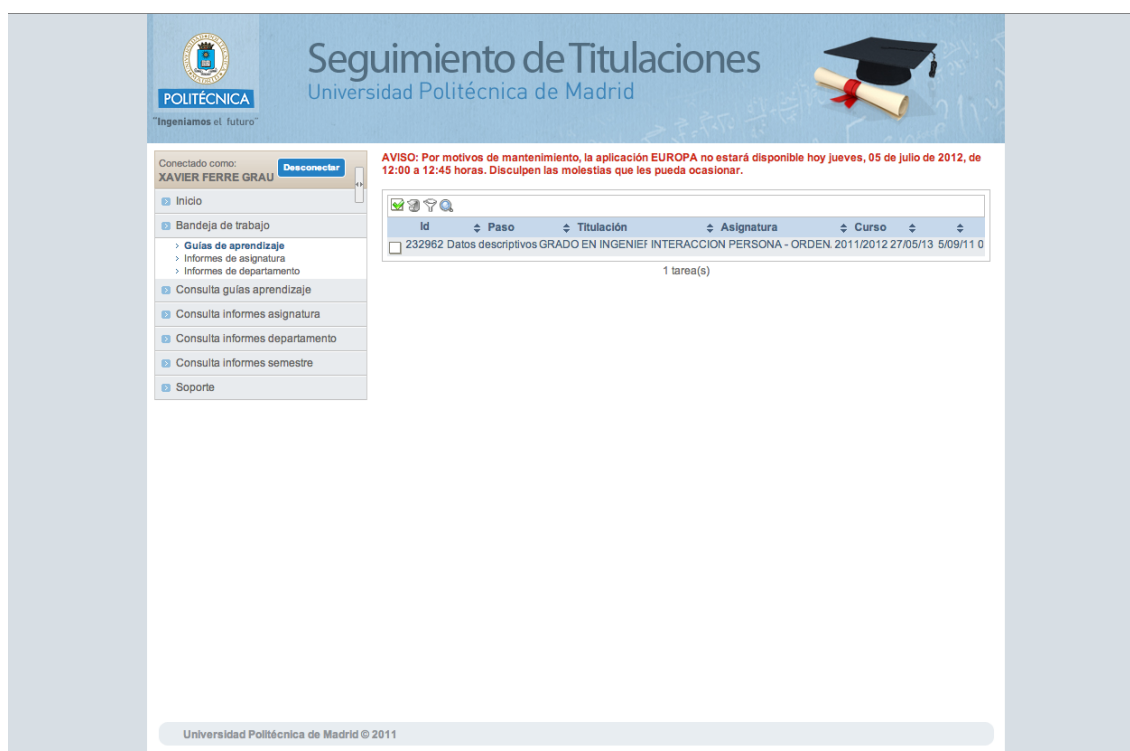 POLITÉCNICA
"Ingeniamos el futuro"
Seguimiento de Titulaciones
Universidad Politécnica de Madrid
Conectado como:
XAVIER FERRE GRAU
Desconectar
Inicio
Bandeja de trabajo
Guías de aprendizaje
Informes de asignatura
Informes de departamento
Consulta guías aprendizaje
Consulta informes asignatura
Consulta informes departamento
Consulta informes semestre
Soporte
AVISO: Por motivos de mantenimiento, la aplicación EUROPA no estará disponible hoy jueves, 05 de julio de 2012, de
12:00 a 12:45 horas. Disculpen las molestias que les pueda ocasionar.
Id Paso Titulación Asignatura Curso
232962 Datos descriptivos GRADO EN INGENIEF INTERACCION PERSONA - ORDEN. 2011/2012 27/05/13 5/09/11 0
1 tarea(s)
Universidad Politécnica de Madrid © 2011